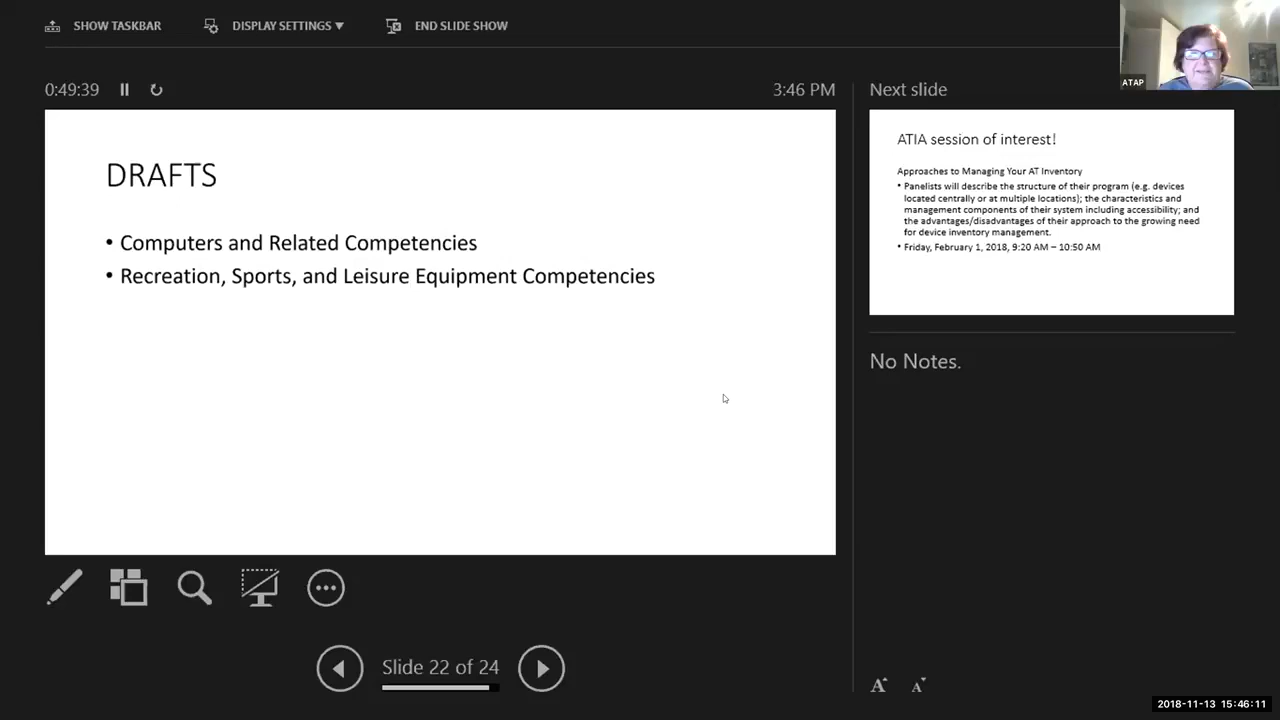 SHOW TASKBAR
DISPLAY SETTINGS ▼
END SLIDE SHOW
ATAP
0:49:39
3:46 PM
DRAFTS
• Computers and Related Competencies
• Recreation, Sports, and Leisure Equipment Competencies
Next slide
ATIA session of interest!
Approaches to Managing Your AT Inventory
• Panelists will describe the structure of their program (e.g. devices
located centrally or at multiple locations); the characteristics and
management components of their system including accessibility; and
the advantages/disadvantages of their approach to the growing need
for device inventory management.
• Friday, February 1, 2018, 9:20 AM – 10:50 AM
No Notes.
Slide 22 of 24
A A
2018-11-13 15:46:11